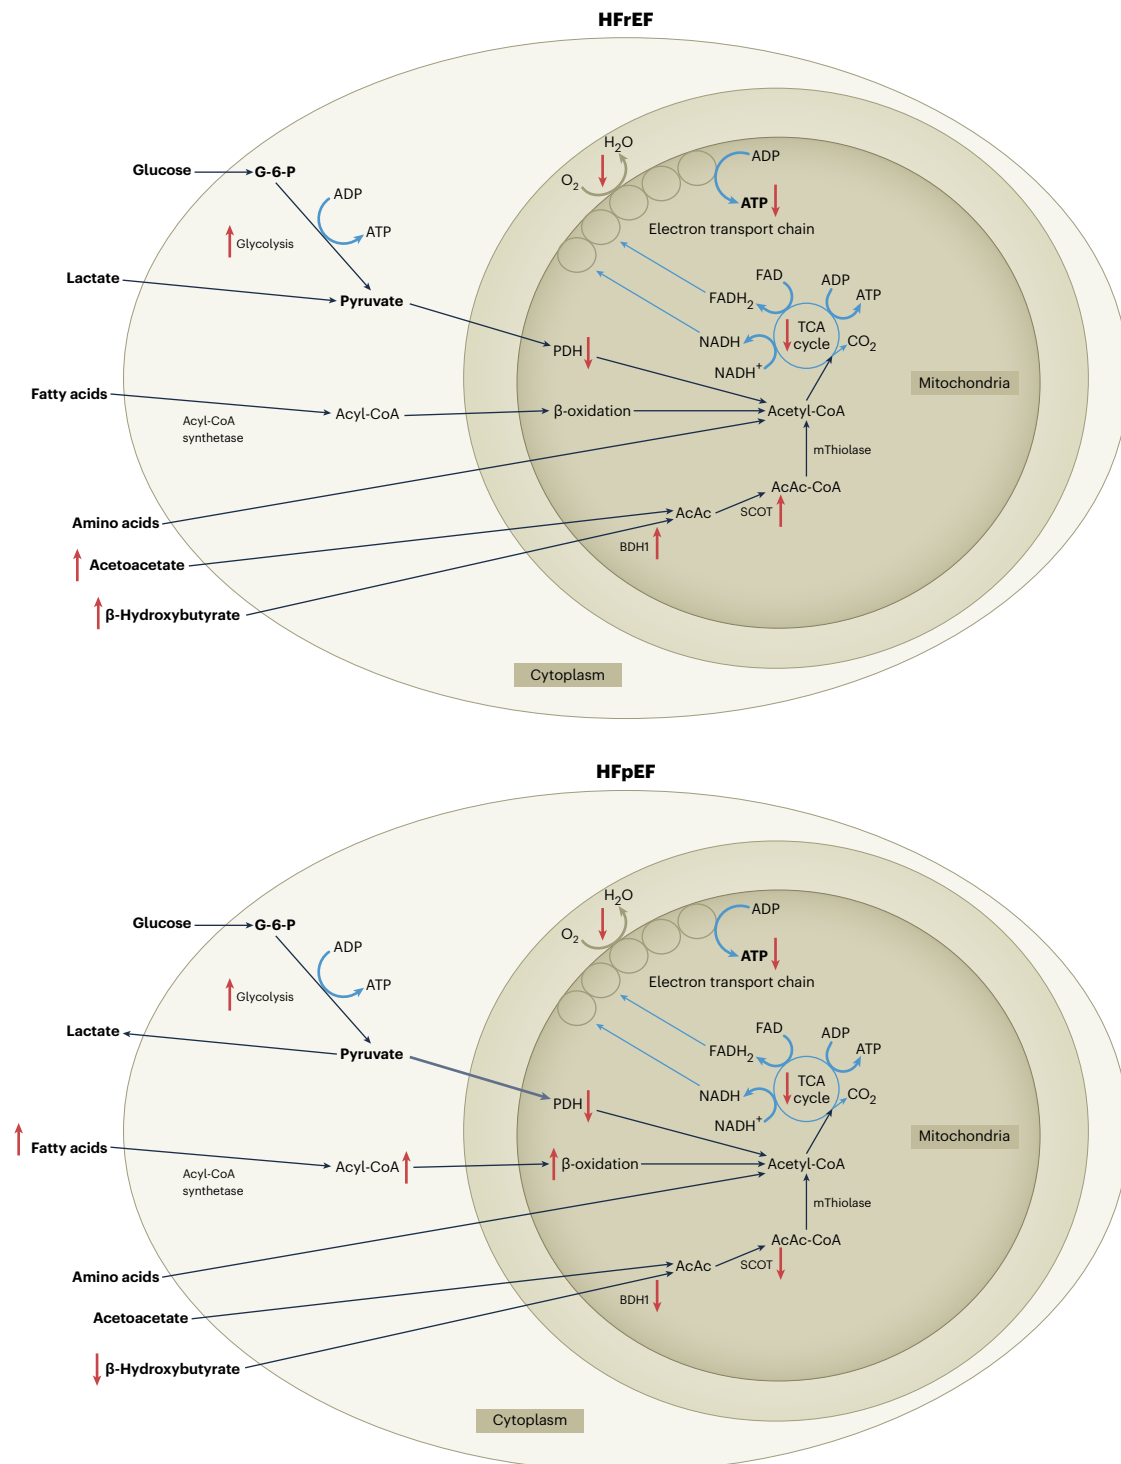 HFrEF
H2O
O2
ADP
ATP
Electron transport chain
Glucose
G-6-P
ADP
ATP
Glycolysis
Lactate
Pyruvate
FAD
ADP
ATP
FADH2
NADH
TCA
cycle
CO2
NADH+
PDH
Mitochondria
Fatty acids
Acyl-CoA
synthetase
Acyl-CoA
β-oxidation
Acetyl-CoA
mThiolase
AcAc-CoA
SCOT
AcAc
BDH1
Amino acids
Acetoacetate
β-Hydroxybutyrate
Cytoplasm
HFpEF
H2O
O2
ADP
ATP
Electron transport chain
Glucose
G-6-P
ADP
ATP
Glycolysis
Lactate
Pyruvate
FAD
ADP
ATP
FADH2
NADH
TCA
cycle
CO2
NADH+
PDH
Mitochondria
Fatty acids
Acyl-CoA
synthetase
Acyl-CoA
β-oxidation
Acetyl-CoA
mThiolase
AcAc-CoA
SCOT
AcAc
BDH1
Amino acids
Acetoacetate
β-Hydroxybutyrate
Cytoplasm